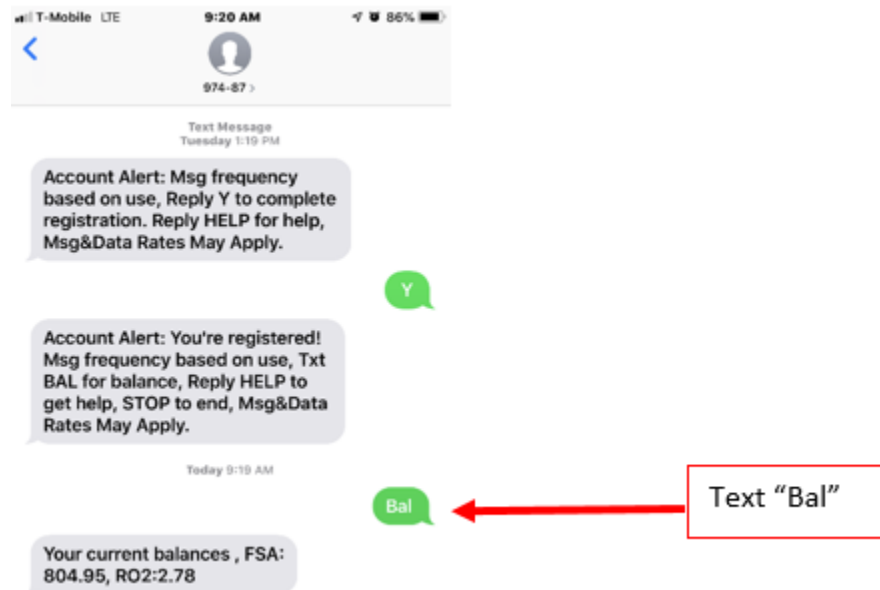 T-Mobile LTE 9:20 AM 86%
974-87 >
Text Message
Tuesday 1:19 PM
Account Alert: Msg frequency
based on use, Reply Y to complete
registration. Reply HELP for help,
Msg&Data Rates May Apply.
Y
Account Alert: You're registered!
Msg frequency based on use, Txt
BAL for balance, Reply HELP to
get help, STOP to end, Msg&Data
Rates May Apply.
Today 9:19 AM
Bal
Text “Bal”
Your current balances , FSA:
804.95, RO2:2.78